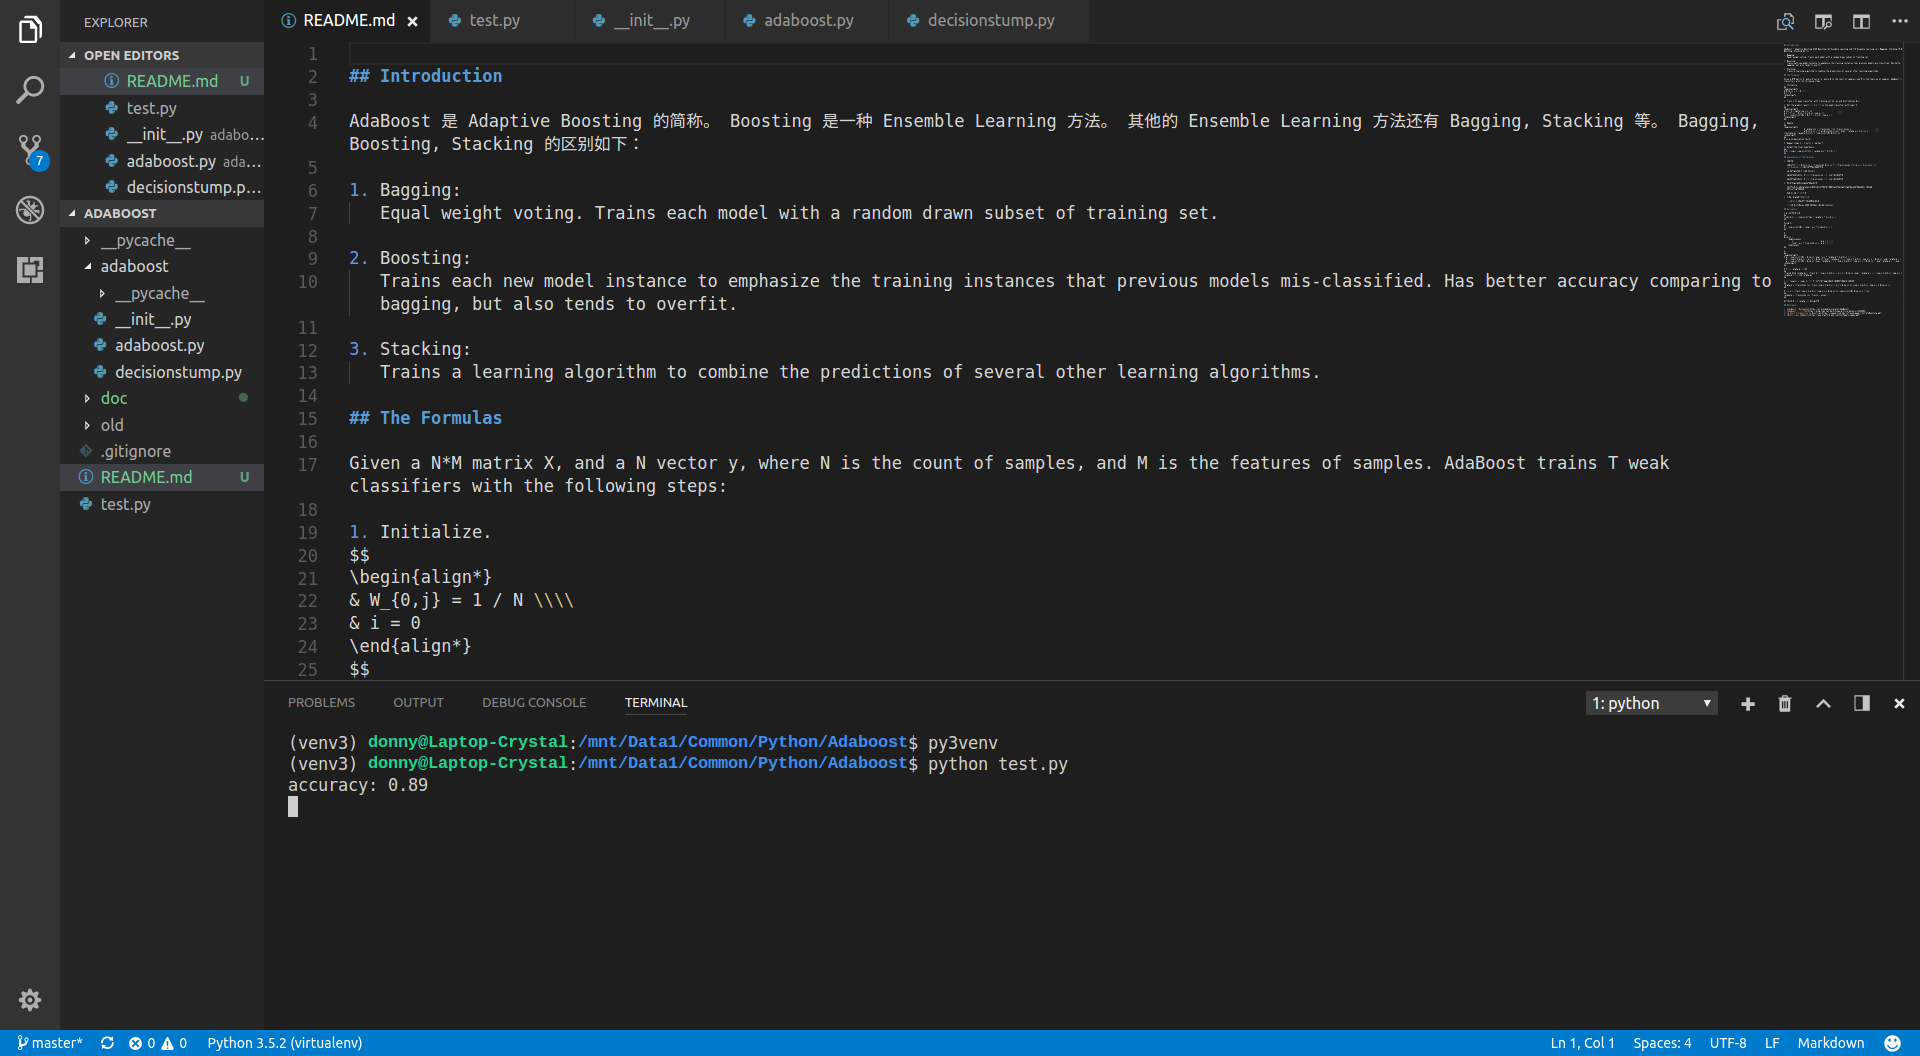 EXPLORER
OPEN EDITORS
README.md U
test.py
__init__.py adabo...
adaboost.py ada...
decisionstump.p...
ADABOOST
__pycache__
adaboost
__pycache__
__init__.py
adaboost.py
decisionstump.py
doc
old
.gitignore
README.md U
test.py
7
README.md × test.py __init__.py adaboost.py decisionstump.py
1
2 ## Introduction
3
4 AdaBoost 是 Adaptive Boosting 的简称。 Boosting 是一种 Ensemble Learning 方法。 其他的 Ensemble Learning 方法还有 Bagging, Stacking 等。 Bagging,
Boosting, Stacking 的区别如下：
5
6 1. Bagging:
7 Equal weight voting. Trains each model with a random drawn subset of training set.
8
9 2. Boosting:
10 Trains each new model instance to emphasize the training instances that previous models mis-classified. Has better accuracy comparing to
bagging, but also tends to overfit.
11
12 3. Stacking:
13 Trains a learning algorithm to combine the predictions of several other learning algorithms.
14
15 ## The Formulas
16
17 Given a N*M matrix X, and a N vector y, where N is the count of samples, and M is the features of samples. AdaBoost trains T weak
classifiers with the following steps:
18
19 1. Initialize.
20 $$
21 \begin{align*}
22 & W_{0,j} = 1 / N \\\\
23 & i = 0
24 \end{align*}
25 $$
PROBLEMS OUTPUT DEBUG CONSOLE TERMINAL 1: python
(venv3) donny@Laptop-Crystal:/mnt/Data1/Common/Python/Adaboost$ py3venv
(venv3) donny@Laptop-Crystal:/mnt/Data1/Common/Python/Adaboost$ python test.py
accuracy: 0.89
master* 0 0 Python 3.5.2 (virtualenv) Ln 1, Col 1 Spaces: 4 UTF-8 LF Markdown